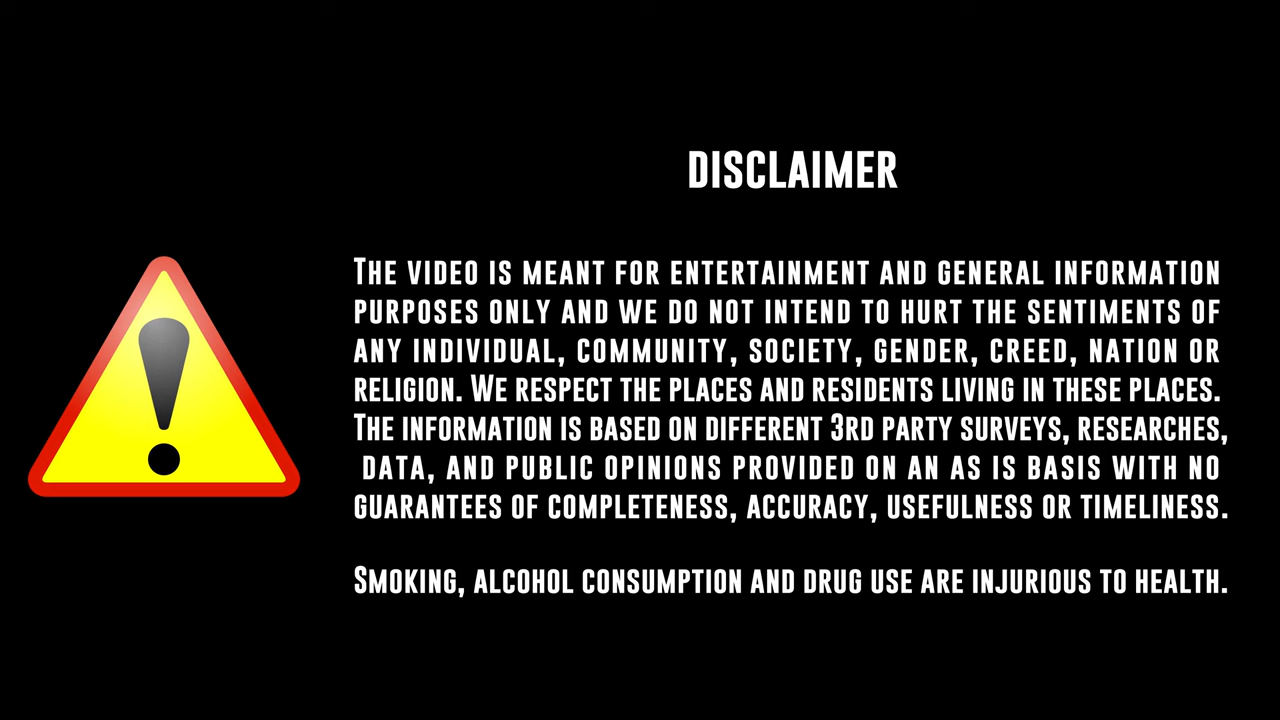 DISCLAIMER
The video is meant for entertainment and general information
purposes only and we do not intend to hurt the sentiments of
any individual, community, society, gender, creed, nation or
religion. We respect the places and residents living in these places.
The information is based on different 3rd party surveys, researches,
data, and public opinions provided on an as is basis with no
guarantees of completeness, accuracy, usefulness or timeliness.
Smoking, alcohol consumption and drug use are injurious to health.